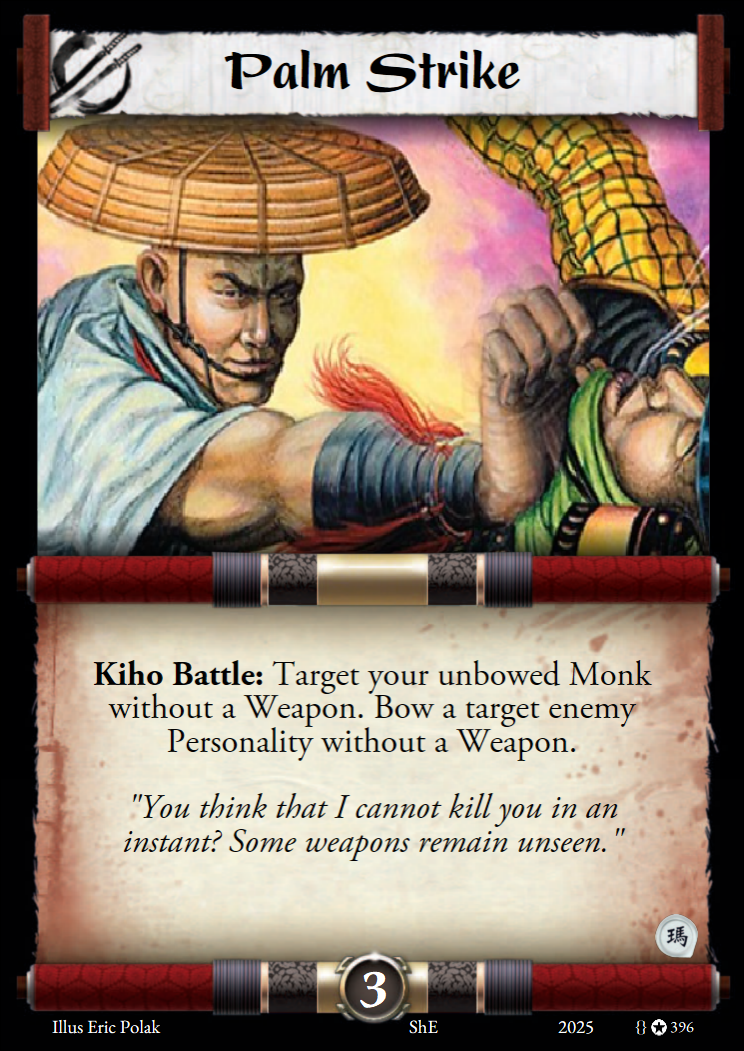 Palm Strike
Kiho Battle: Target your unbowed Monk
without a Weapon. Bow a target enemy
Personality without a Weapon.
"You think that I cannot kill you in an
instant? Some weapons remain unseen."
瑪
3
Illus Eric Polak ShE 2025 {} ✪ 396